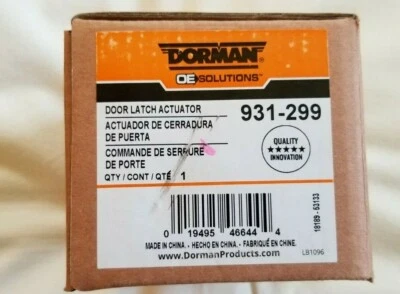 DORMAN®
OE SOLUTIONS™
DOOR LATCH ACTUATOR
931-299
ACTUADOR DE CERRADURA
DE PUERTA
COMMANDE DE SERRURE
DE PORTE
QTY / CONT / QTÉ 1
QUALITY
INNOVATION
0 19495 46644 4
18189 - 53133
MADE IN CHINA. - HECHO EN CHINA. - FABRIQUÉ EN CHINE.
www.DormanProducts.com
LB1096